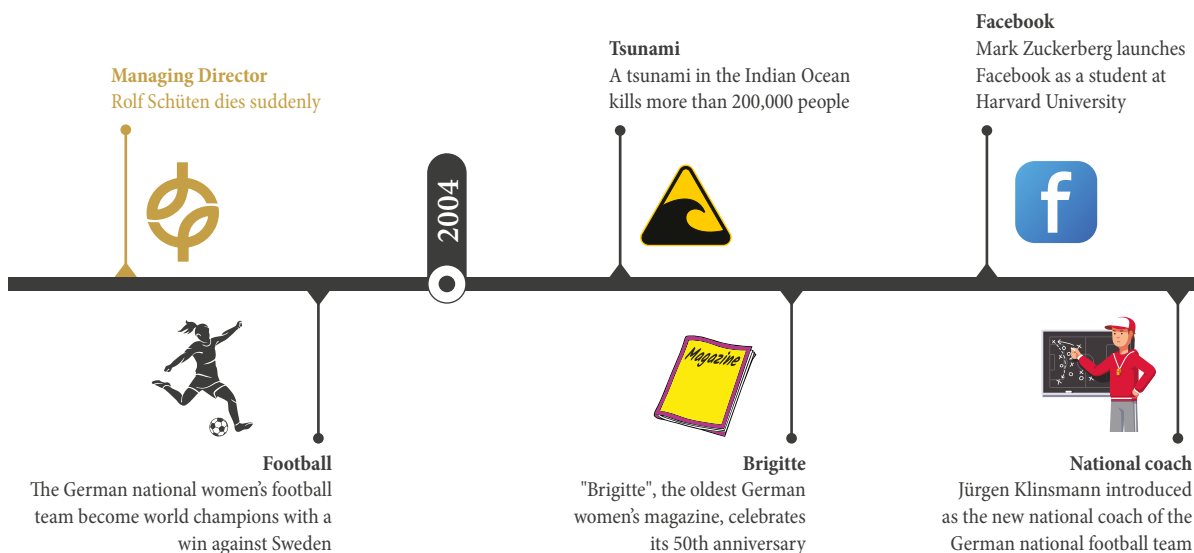 Managing Director
Rolf Schüten dies suddenly
Football
The German national women's football
team become world champions with a
win against Sweden
2004
Tsunami
A tsunami in the Indian Ocean
kills more than 200,000 people
Magazine
Brigitte
"Brigitte", the oldest German
women's magazine, celebrates
its 50th anniversary
Facebook
Mark Zuckerberg launches
Facebook as a student at
Harvard University
f
National coach
Jürgen Klinsmann introduced
as the new national coach of the
German national football team